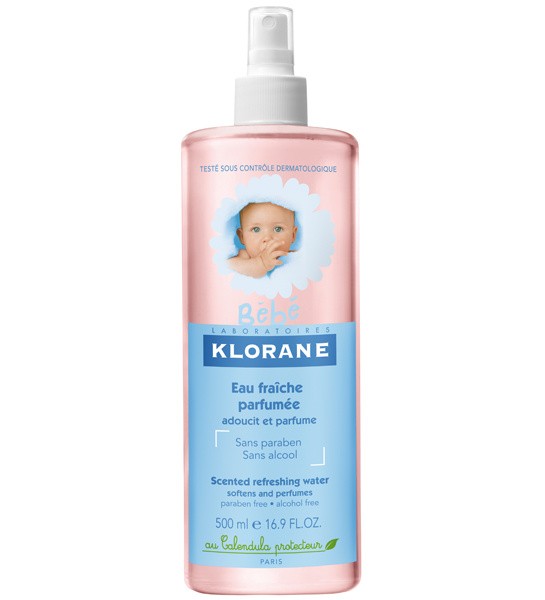 TESTÉ SOUS CONTRÔLE DERMATOLOGIQUE
Bébé
LABORATOIRES
KLORANE
Eau fraîche
parfumée
adoucit et parfume
Sans paraben
Sans alcool
Scented refreshing water
softens and perfumes
paraben free • alcohol free
500 ml e 16.9 FL.OZ.
au Calendula protecteur
PARIS